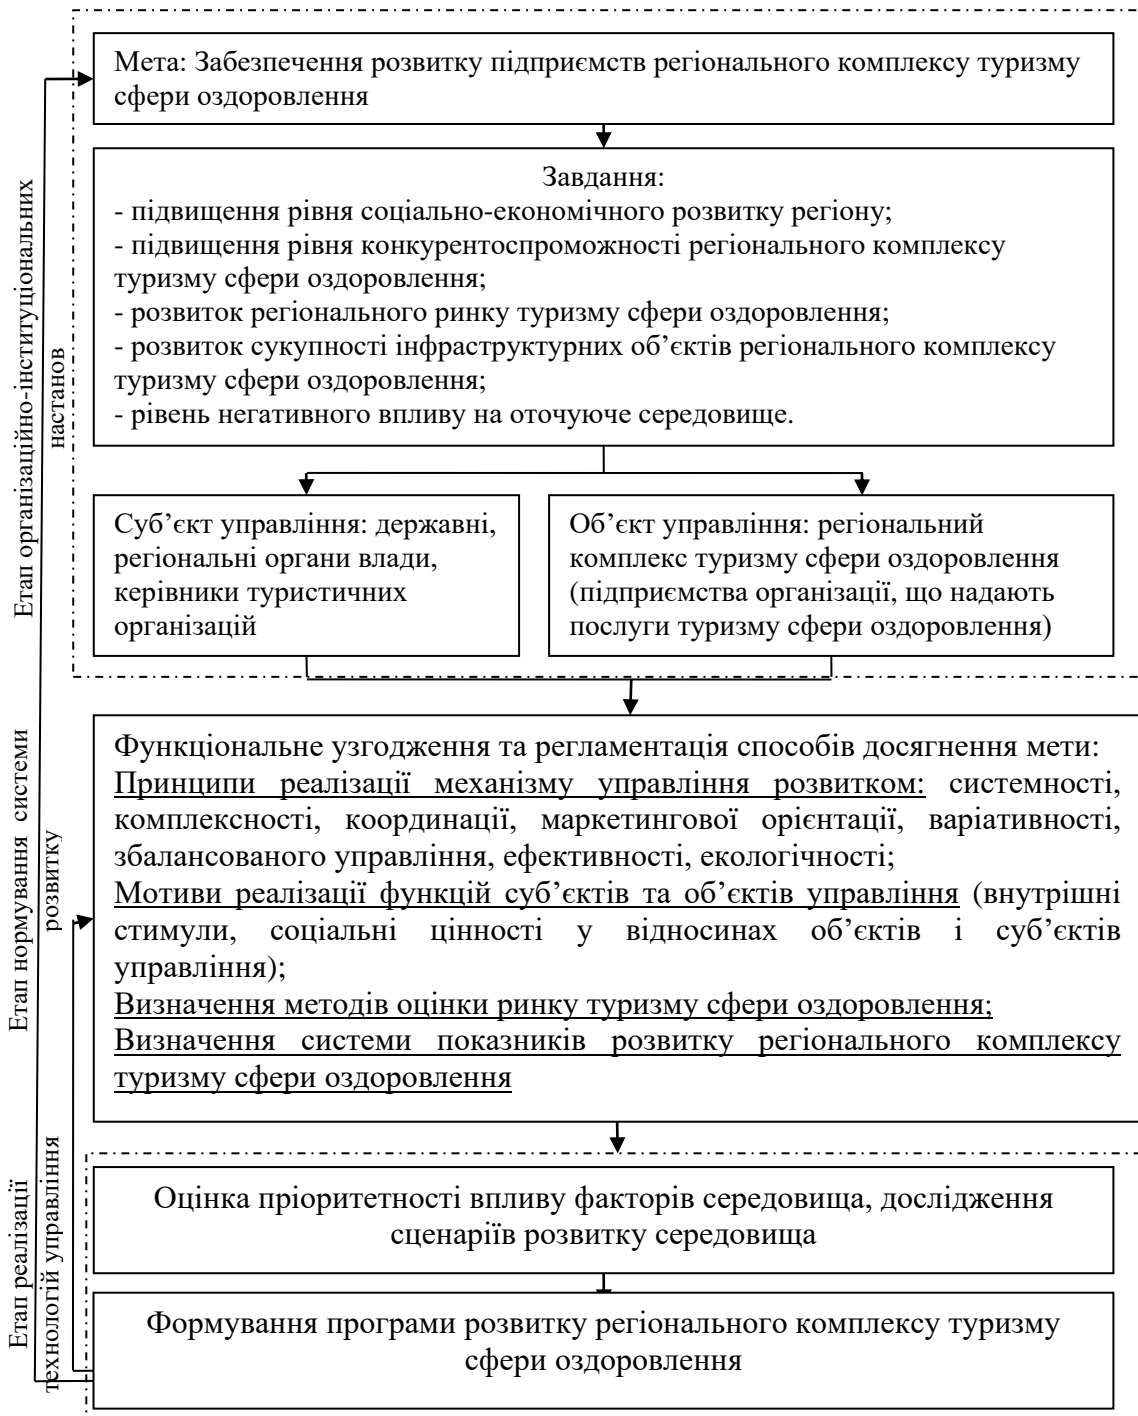 Мета: Забезпечення розвитку підприємств регіонального комплексу туризму
сфери оздоровлення
Завдання:
- підвищення рівня соціально-економічного розвитку регіону;
- підвищення рівня конкурентоспроможності регіонального комплексу
туризму сфери оздоровлення;
- розвиток регіонального ринку туризму сфери оздоровлення;
- розвиток сукупності інфраструктурних об’єктів регіонального комплексу
туризму сфери оздоровлення;
- рівень негативного впливу на оточуюче середовище.
Етап організаційно-інституціональних
настанов
Суб’єкт управління: державні,
регіональні органи влади,
керівники туристичних
організацій
Об’єкт управління: регіональний
комплекс туризму сфери оздоровлення
(підприємства організації, що надають
послуги туризму сфери оздоровлення)
Етап нормування системи
розвитку
Функціональне узгодження та регламентація способів досягнення мети:
Принципи реалізації механізму управління розвитком: системності,
комплексності, координації, маркетингової орієнтації, варіативності,
збалансованого управління, ефективності, екологічності;
Мотиви реалізації функцій суб’єктів та об’єктів управління (внутрішні
стимули, соціальні цінності у відносинах об’єктів і суб’єктів
управління);
Визначення методів оцінки ринку туризму сфери оздоровлення;
Визначення системи показників розвитку регіонального комплексу
туризму сфери оздоровлення
Етап реалізації
технологій управління
Оцінка пріоритетності впливу факторів середовища, дослідження
сценаріїв розвитку середовища
Формування програми розвитку регіонального комплексу туризму
сфери оздоровлення